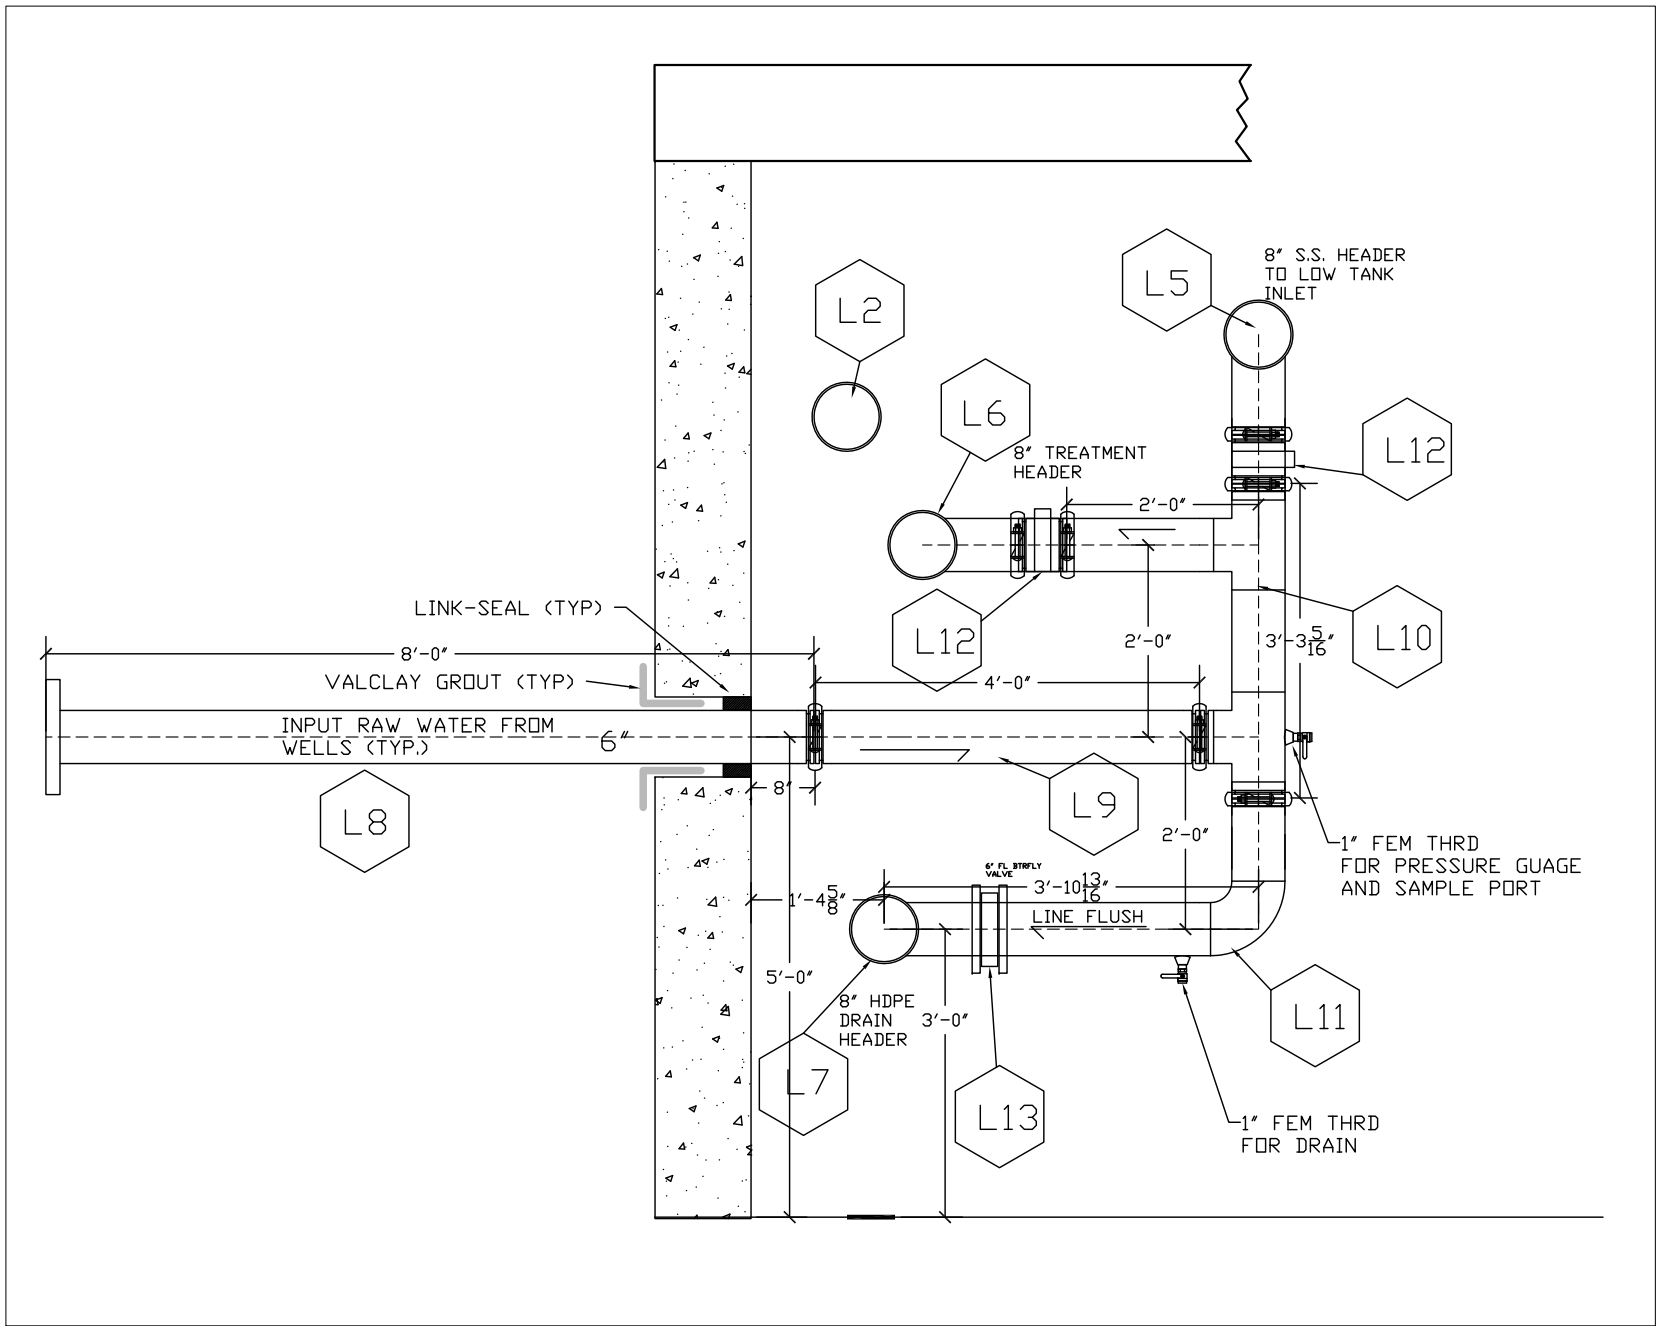 8" S.S. HEADER
TO LOW TANK
INLET
L5
L2
L6
8" TREATMENT
HEADER
L12
2'-0"
LINK-SEAL (TYP)
L12
2'-0"
3'-3 5/16"
L10
8'-0"
VALCLAY GROUT (TYP)
4'-0"
INPUT RAW WATER FROM
WELLS (TYP.)
6"
8"
L8
L9
2'-0"
1" FEM THRD
FOR PRESSURE GUAGE
AND SAMPLE PORT
6" FL BTRFLY
VALVE
3'-10 13/16"
1'-4 5/8"
LINE FLUSH
5'-0"
8" HDPE
DRAIN
HEADER
3'-0"
L11
L7
L13
1" FEM THRD
FOR DRAIN